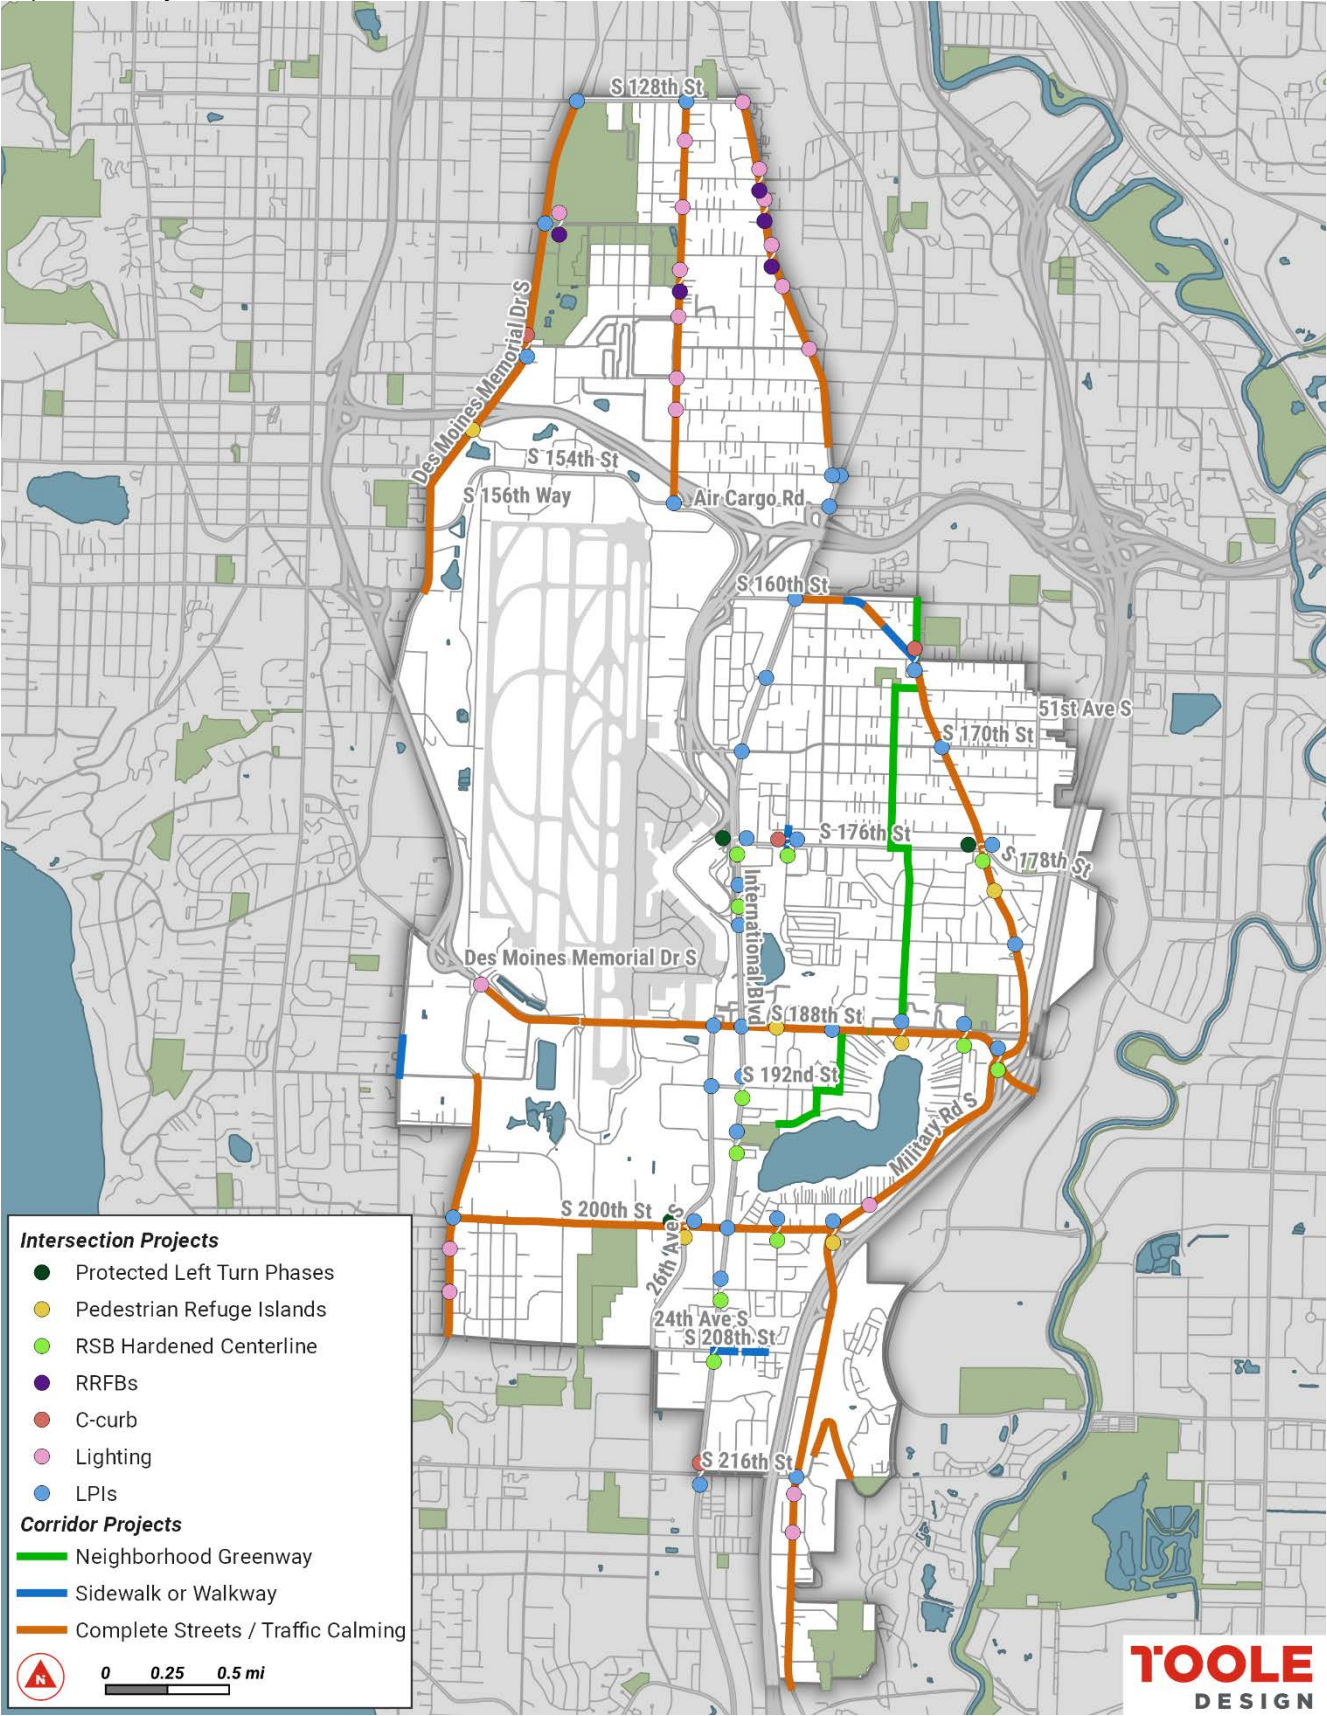 S 128th St
Des Moines Memorial Dr S
S 154th St
S 156th Way
Air Cargo Rd
S 160th St
51st Ave S
S 170th St
S 176th St
S 178th St
International Blvd
Des Moines Memorial Dr S
S 188th St
S 192nd St
Military Rd S
S 200th St
26th Ave S
24th Ave S
S 208th St
S 216th St
Intersection Projects
Protected Left Turn Phases
Pedestrian Refuge Islands
RSB Hardened Centerline
RRFBs
C-curb
Lighting
LPIs
Corridor Projects
Neighborhood Greenway
Sidewalk or Walkway
Complete Streets / Traffic Calming
N
0 0.25 0.5 mi
TOOLE
DESIGN